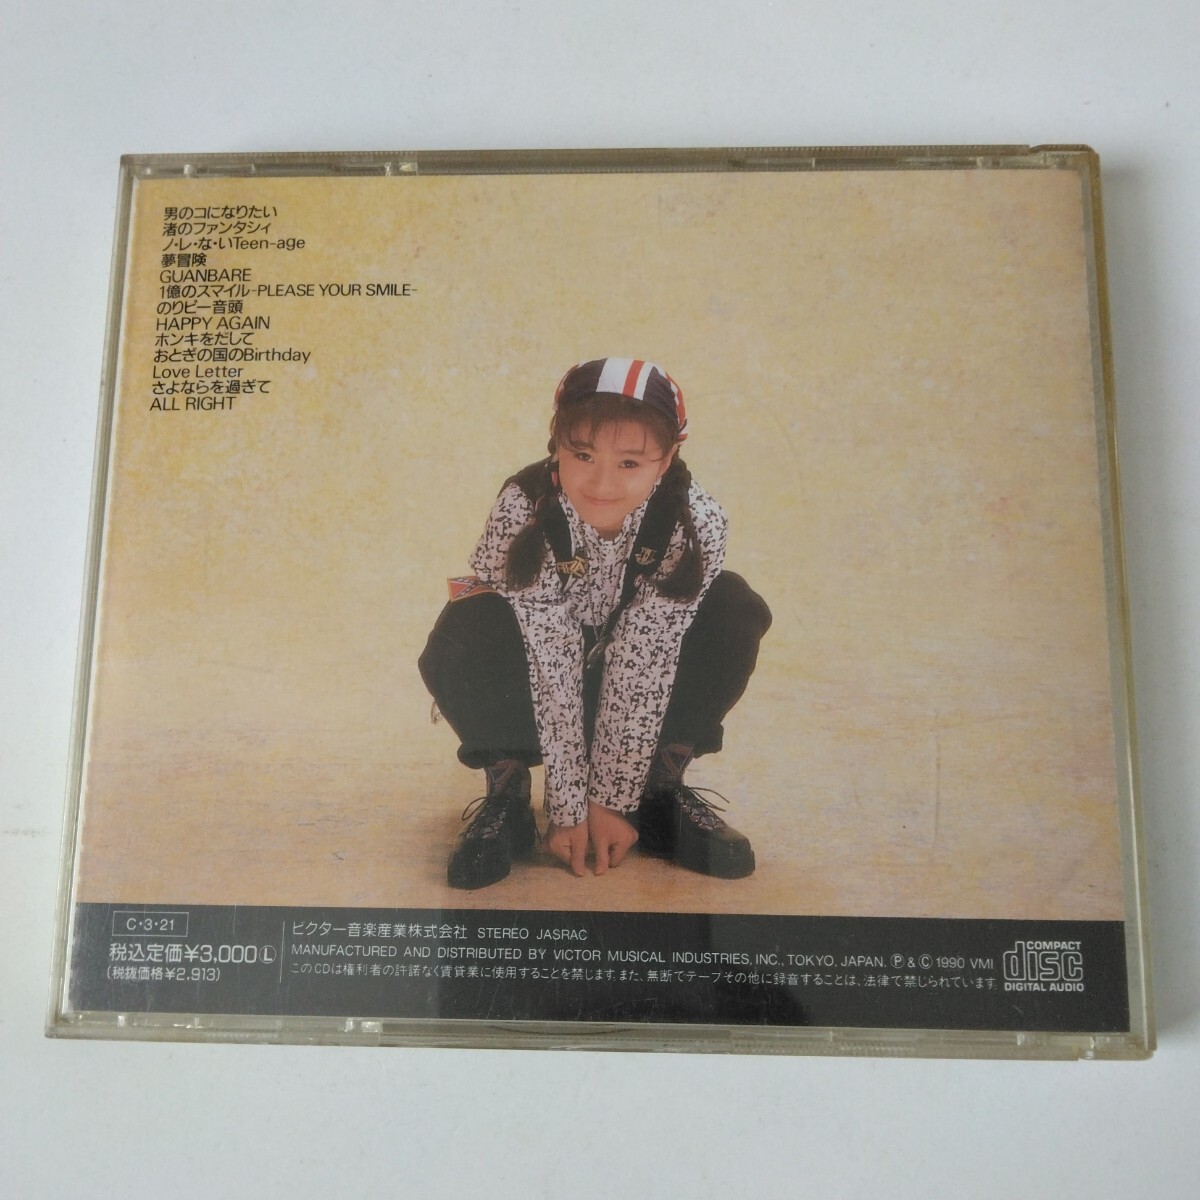 男のコになりたい
渚のファンタシィ
ノ・レ・な・いTeen-age
夢冒険
GUANBARE
1億のスマイル-PLEASE YOUR SMILE-
のりピー音頭
HAPPY AGAIN
ホンキをだして
おとぎの国のBirthday
Love Letter
さよならを過ぎて
ALL RIGHT
C・3・21
税込定価¥3,000Ⓛ
(税抜価格¥2,913)
ビクター音楽産業株式会社 STEREO JASRAC
MANUFACTURED AND DISTRIBUTED BY VICTOR MUSICAL INDUSTRIES, INC., TOKYO, JAPAN. Ⓟ & Ⓒ 1990 VMI
このCDは権利者の許諾なく賃貸業に使用することを禁じます。また、無断でテープその他に録音することは、法律で禁じられています。
COMPACT
disc
DIGITAL AUDIO